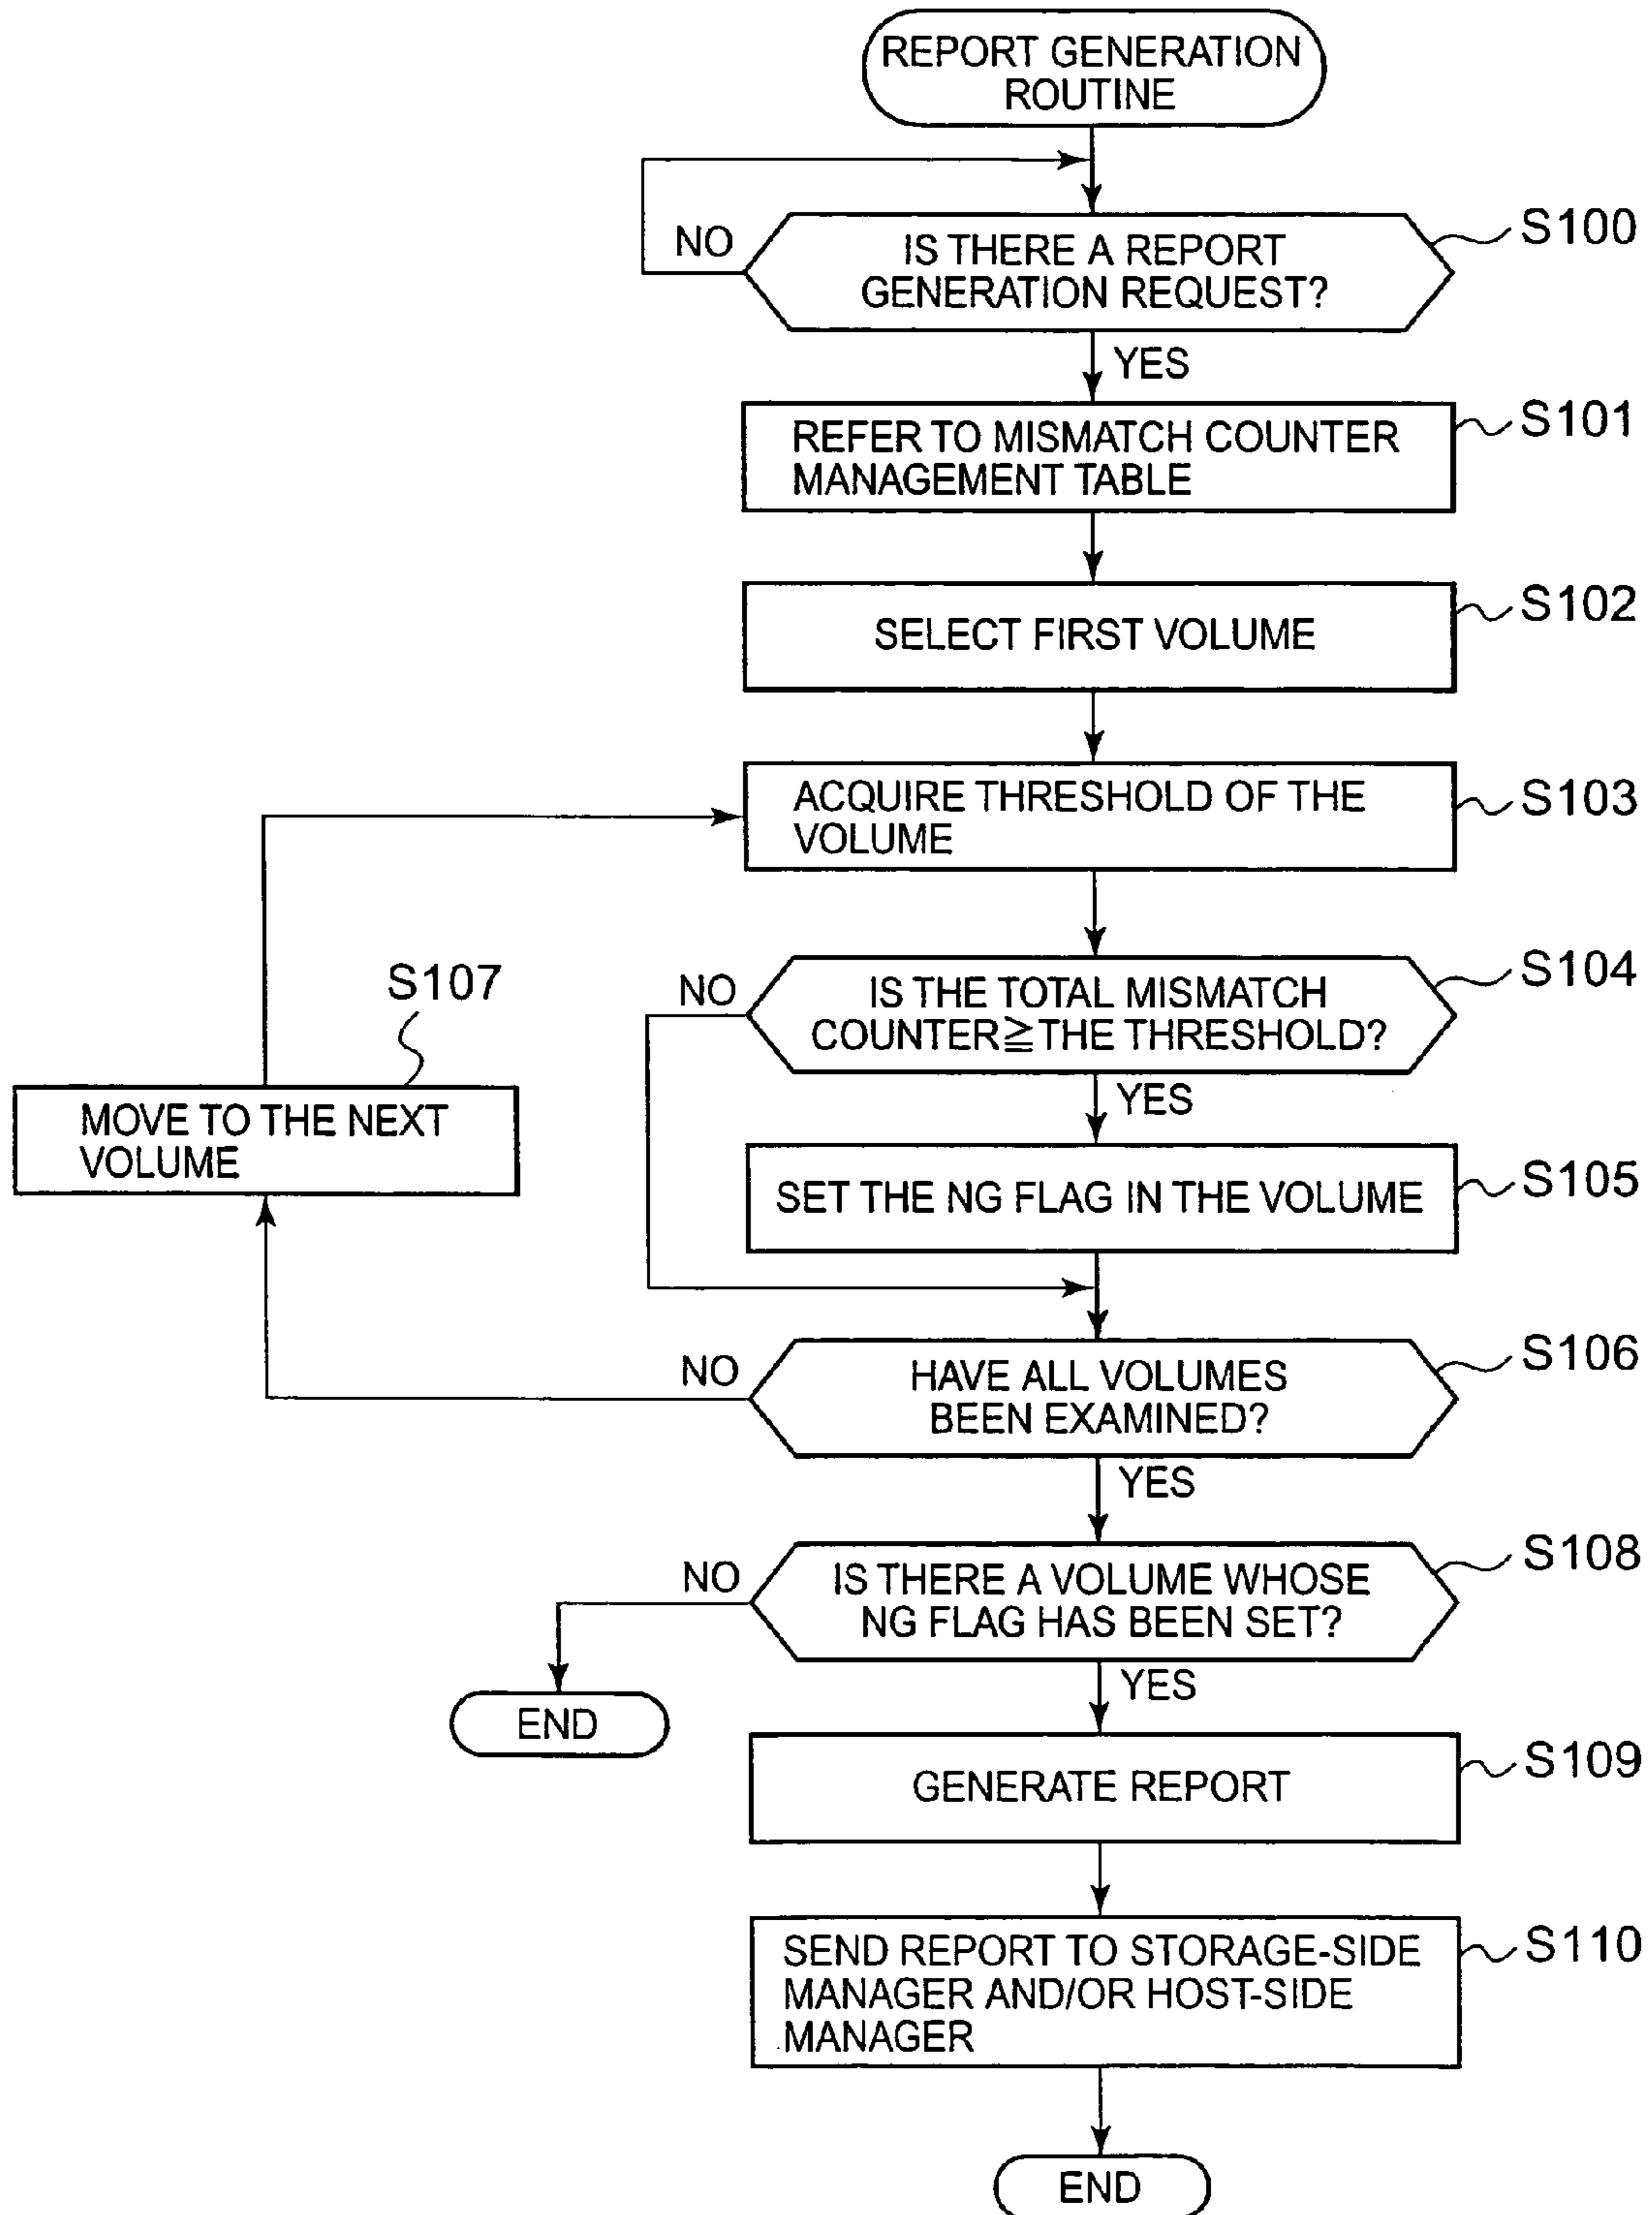 REPORT GENERATION
ROUTINE
NO
IS THERE A REPORT
GENERATION REQUEST?
S100
YES
REFER TO MISMATCH COUNTER
MANAGEMENT TABLE
S101
SELECT FIRST VOLUME
S102
ACQUIRE THRESHOLD OF THE
VOLUME
S103
NO
IS THE TOTAL MISMATCH
COUNTER≧THE THRESHOLD?
S104
YES
S107
MOVE TO THE NEXT
VOLUME
SET THE NG FLAG IN THE VOLUME
S105
NO
HAVE ALL VOLUMES
BEEN EXAMINED?
S106
YES
NO
IS THERE A VOLUME WHOSE
NG FLAG HAS BEEN SET?
S108
YES
END
GENERATE REPORT
S109
SEND REPORT TO STORAGE-SIDE
MANAGER AND/OR HOST-SIDE
MANAGER
S110
END